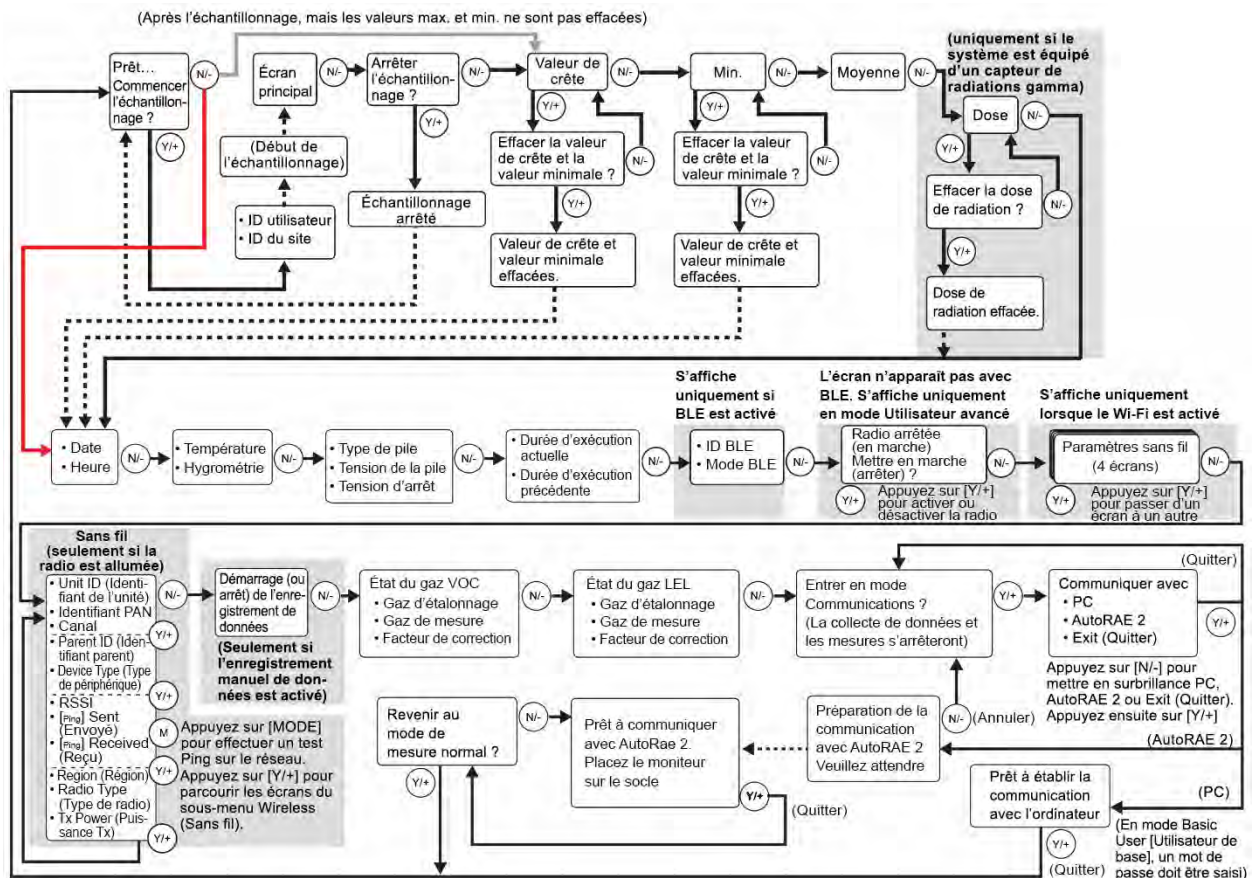 (Après l'échantillonnage, mais les valeurs max. et min. ne sont pas effacées)
Prêt...
Commencer
l'échantillon-
nage ?
N/-
Y/+
Écran
principal
N/-
Arrêter
l'échantillon-
nage ?
N/-
Y/+
Valeur de
crête
N/-
Y/+
Min.
N/-
Y/+
Moyenne
N/-
(uniquement si le
système est équipé
d'un capteur de
radiations gamma)
Dose
N/-
Y/+
(Début de
l'échantillonnage)
• ID utilisateur
• ID du site
Échantillonnage
arrêté
Effacer la valeur
de crête et la
valeur minimale ?
N/-
Y/+
Valeur de crête et
valeur minimale
effacées.
Effacer la valeur
de crête et la
valeur minimale ?
N/-
Y/+
Valeur de crête et
valeur minimale
effacées.
Effacer la dose
de radiation ?
N/-
Y/+
Dose de
radiation effacée.
• Date
• Heure
N/-
• Température
• Hygrométrie
N/-
• Type de pile
• Tension de la pile
• Tension d'arrêt
N/-
• Durée d'exécution
actuelle
• Durée d'exécution
précédente
N/-
S'affiche
uniquement si
BLE est activé
• ID BLE
• Mode BLE
N/-
L'écran n'apparaît pas avec
BLE. S'affiche uniquement
en mode Utilisateur avancé
Radio arrêtée
(en marche)
Mettre en marche
(arrêter) ?
N/-
Y/+
Appuyez sur [Y/+]
pour activer ou
désactiver la radio
S'affiche uniquement
lorsque le Wi-Fi est activé
Paramètres sans fil
(4 écrans)
N/-
Y/+
Appuyez sur [Y/+]
pour passer d'un
écran à un autre
Sans fil
(seulement si la
radio est allumée)
• Unit ID (Identi-
fiant de l'unité)
• Identifiant PAN
• Canal
N/-
Y/+
• Parent ID (Iden-
tifiant parent)
• Device Type (Type
de périphérique)
Y/+
• RSSI
• [Ping] Sent
(Envoyé)
• [Ping] Received
(Reçu)
M
Y/+
• Region (Région)
• Radio Type
(Type de radio)
• Tx Power (Puis-
sance Tx)
Y/+
Appuyez sur [MODE]
pour effectuer un test
Ping sur le réseau.
Appuyez sur [Y/+] pour
parcourir les écrans du
sous-menu Wireless
(Sans fil).
Démarrage (ou
arrêt) de l'enre-
gistrement de
données
N/-
(Seulement si
l'enregistrement
manuel de don-
nées est activé)
État du gaz VOC
• Gaz d'étalonnage
• Gaz de mesure
• Facteur de correction
N/-
État du gaz LEL
• Gaz d'étalonnage
• Gaz de mesure
• Facteur de correction
N/-
Entrer en mode
Communications ?
(La collecte de données et
les mesures s'arrêteront)
Y/+
(Quitter)
Communiquer avec
• PC
• AutoRAE 2
• Exit (Quitter)
Y/+
Appuyez sur [N/-] pour
mettre en surbrillance PC,
AutoRAE 2 ou Exit (Quitter).
Appuyez ensuite sur [Y/+]
Revenir au
mode de
mesure normal ?
N/-
Y/+
Prêt à communiquer
avec AutoRae 2.
Placez le moniteur
sur le socle
Y/+
(Quitter)
Préparation de la
communication
avec AutoRAE 2
Veuillez attendre
N/-
(Annuler)
(AutoRAE 2)
Prêt à établir la
communication
avec l'ordinateur
(PC)
Y/+
(Quitter)
(En mode Basic
User [Utilisateur de
base], un mot de
passe doit être saisi)